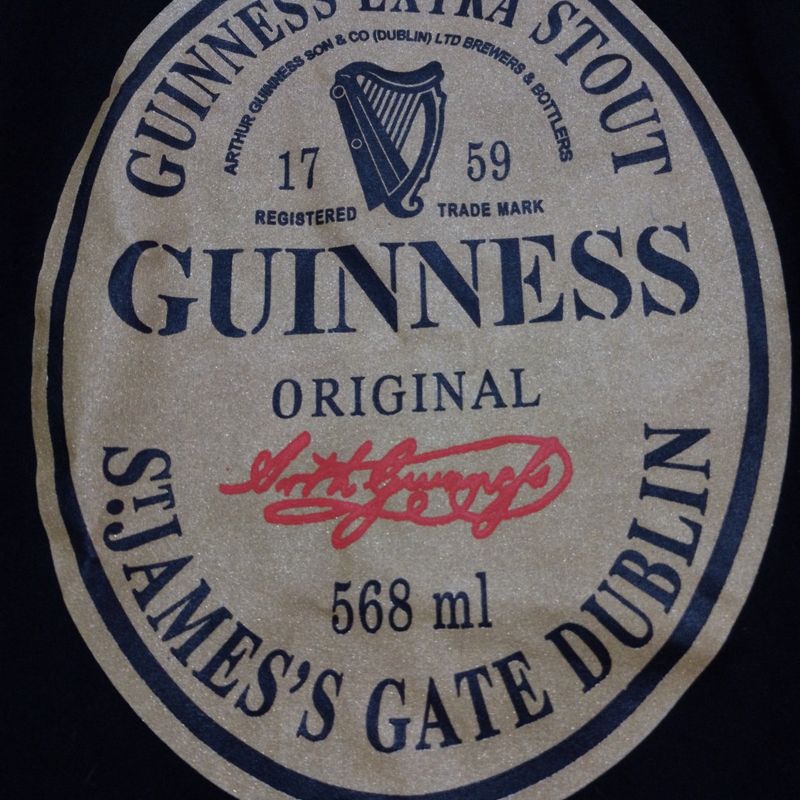 GUINNESS EXTRA STOUT
ARTHUR GUINNESS SON & CO (DUBLIN) LTD BREWERS & BOTTLERS
17 59
REGISTERED TRADE MARK
GUINNESS
ORIGINAL
568 ml
ST. JAMES'S GATE DUBLIN